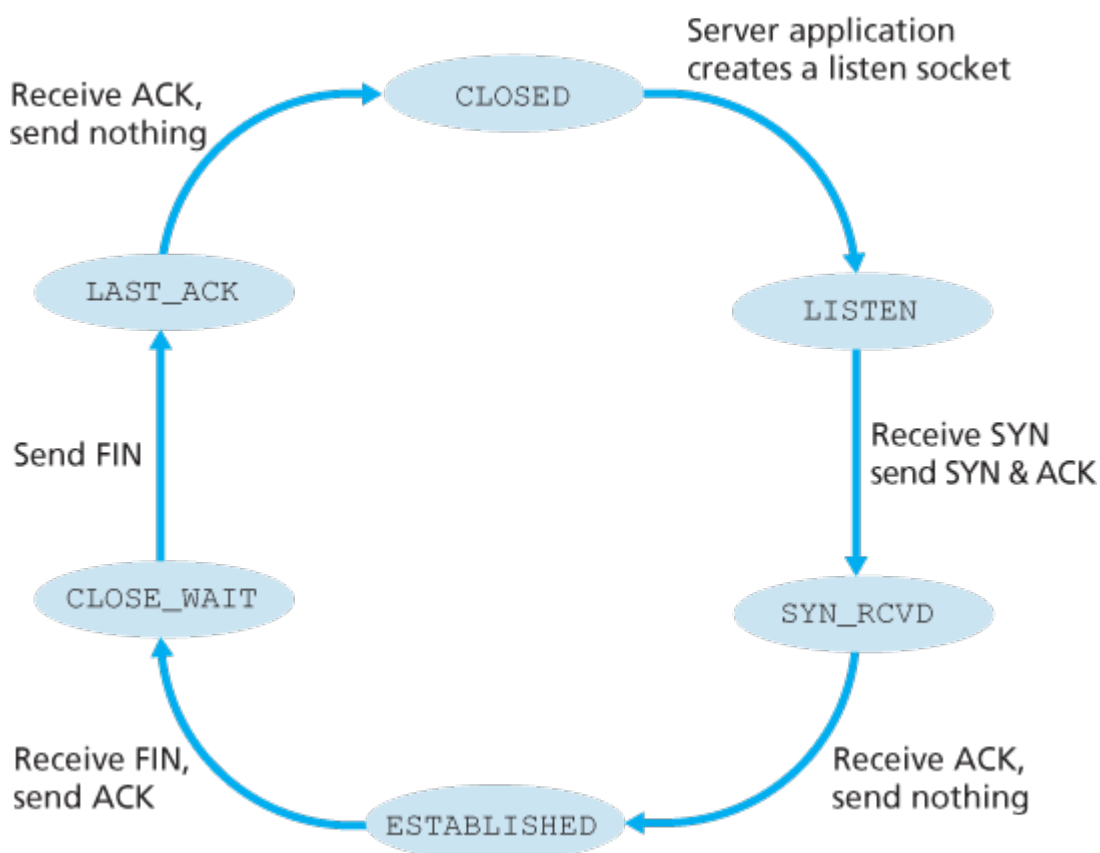 Server application
creates a listen socket
CLOSED
Receive ACK,
send nothing
LAST_ACK
LISTEN
Receive SYN
send SYN & ACK
Send FIN
CLOSE_WAIT
SYN_RCVD
Receive FIN,
send ACK
Receive ACK,
send nothing
ESTABLISHED